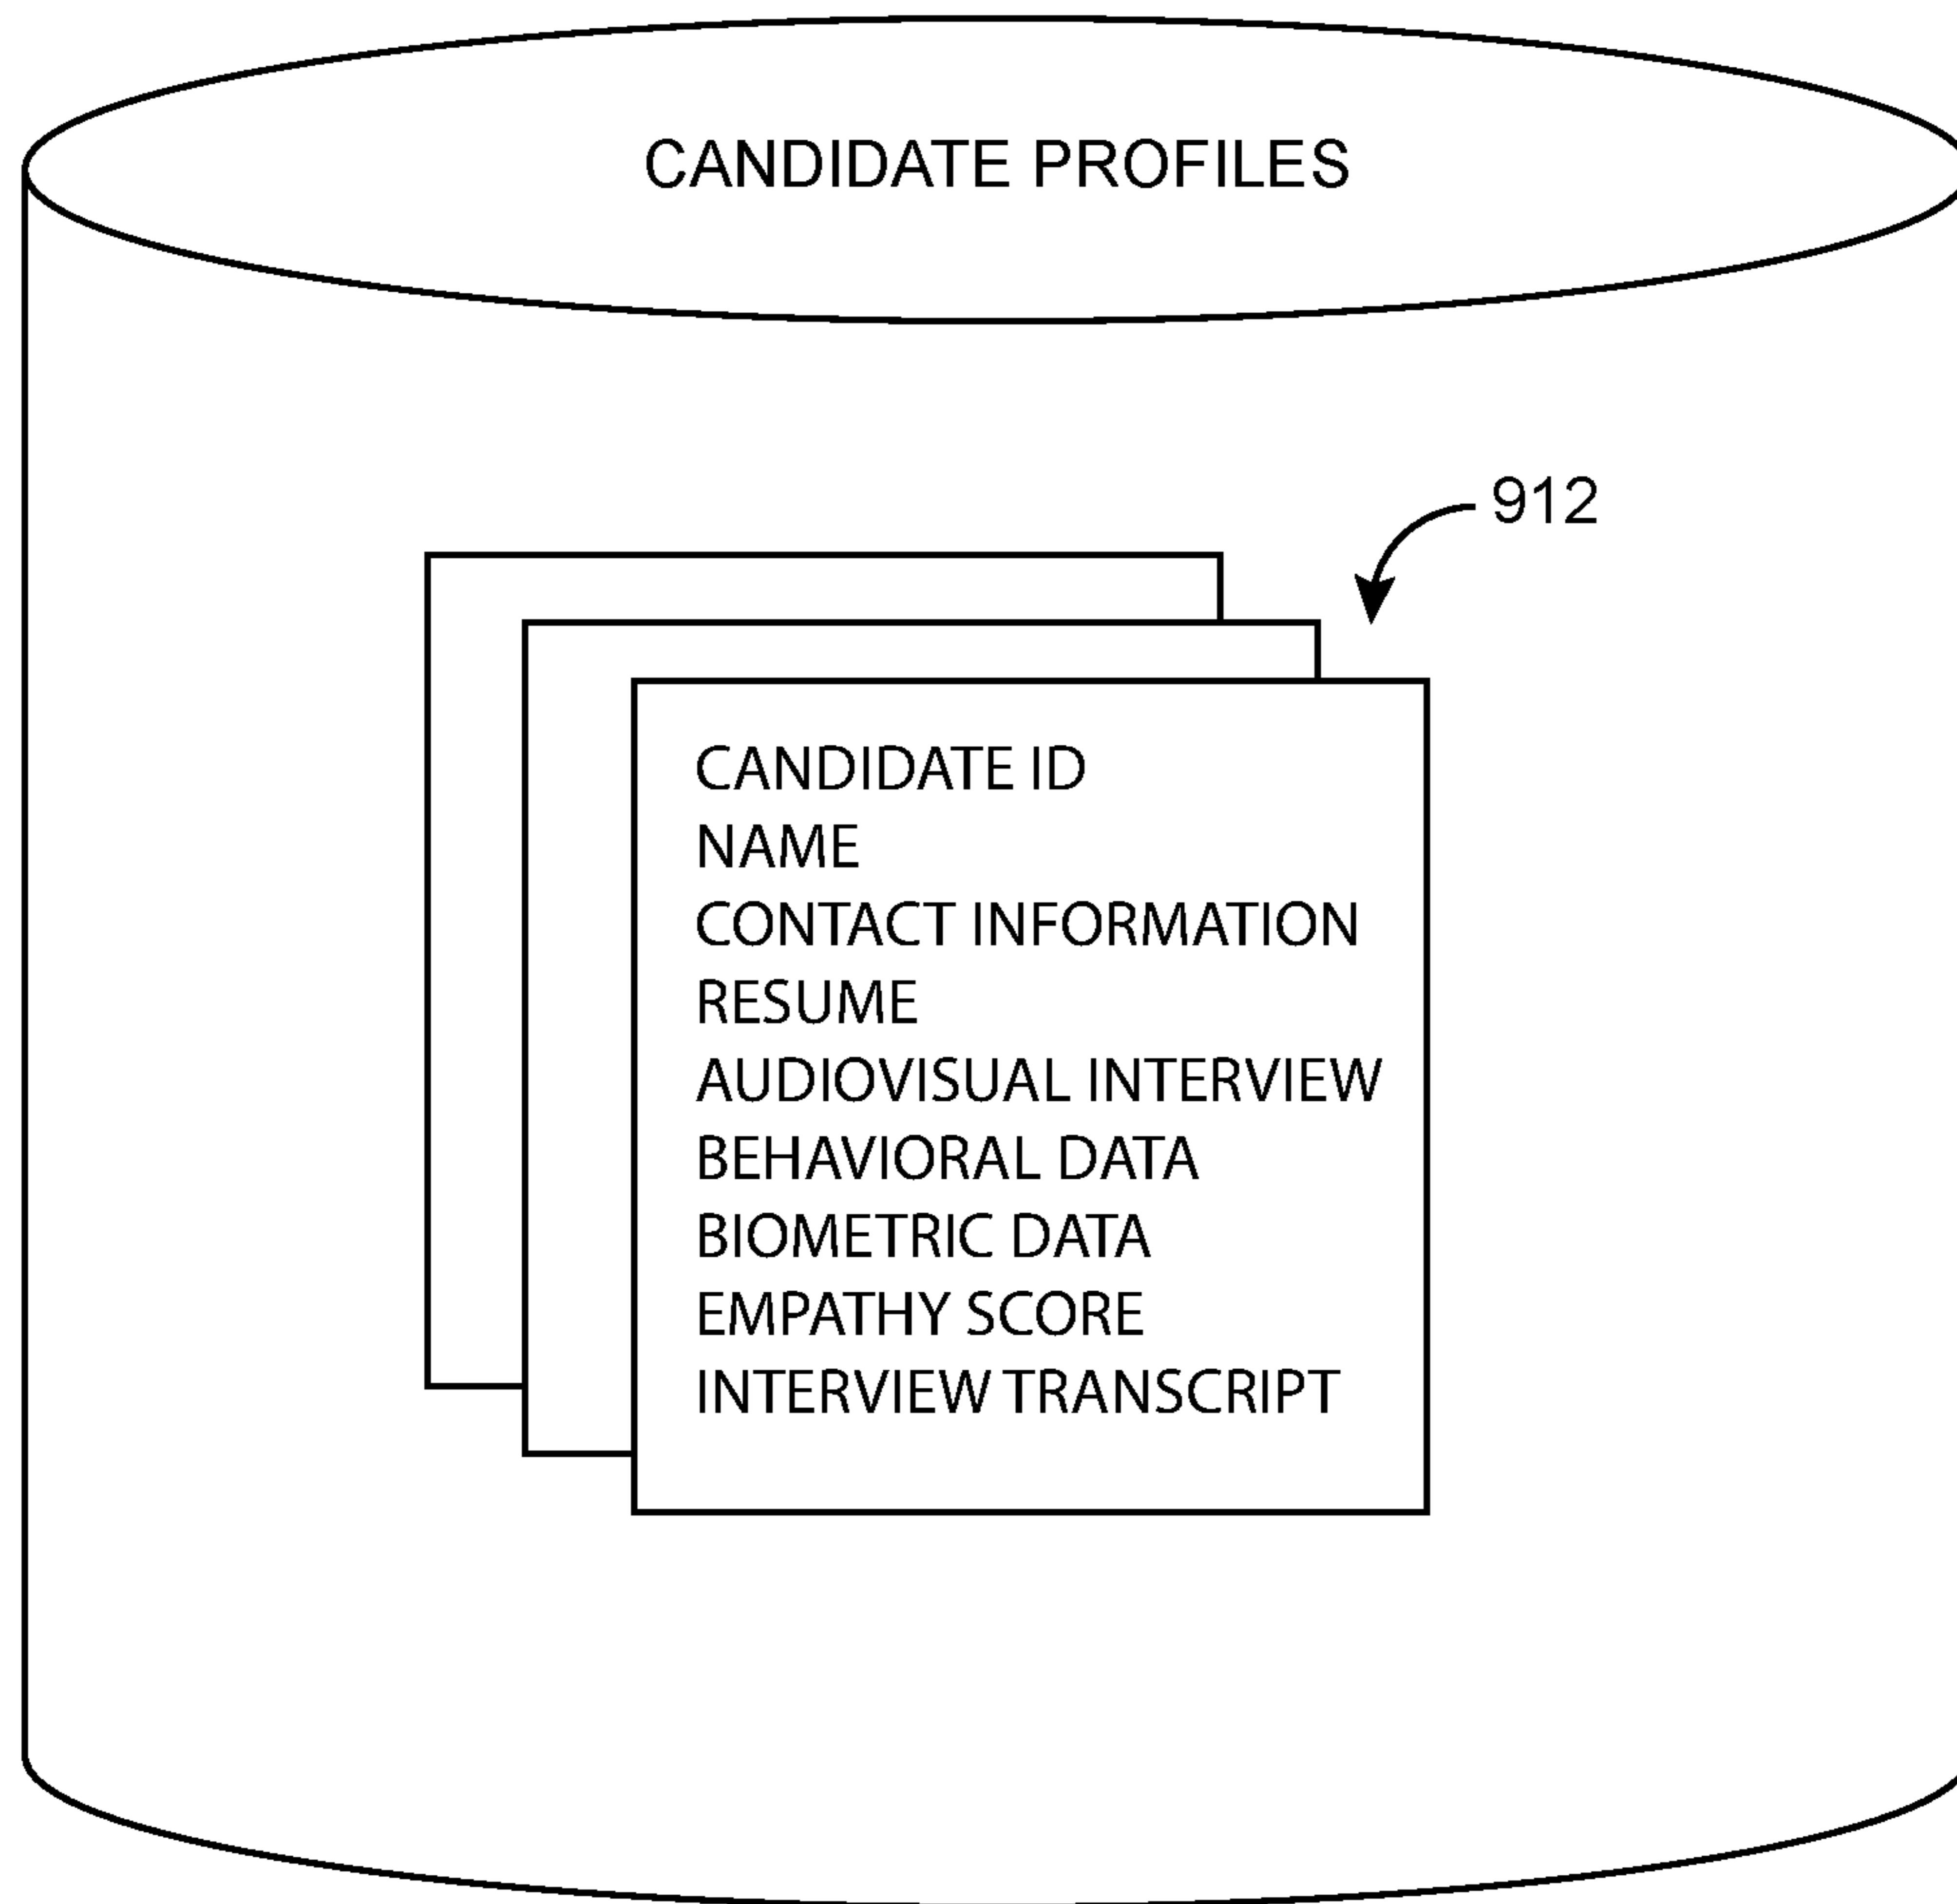 CANDIDATE PROFILES
912
CANDIDATE ID
NAME
CONTACT INFORMATION
RESUME
AUDIOVISUAL INTERVIEW
BEHAVIORAL DATA
BIOMETRIC DATA
EMPATHY SCORE
INTERVIEW TRANSCRIPT